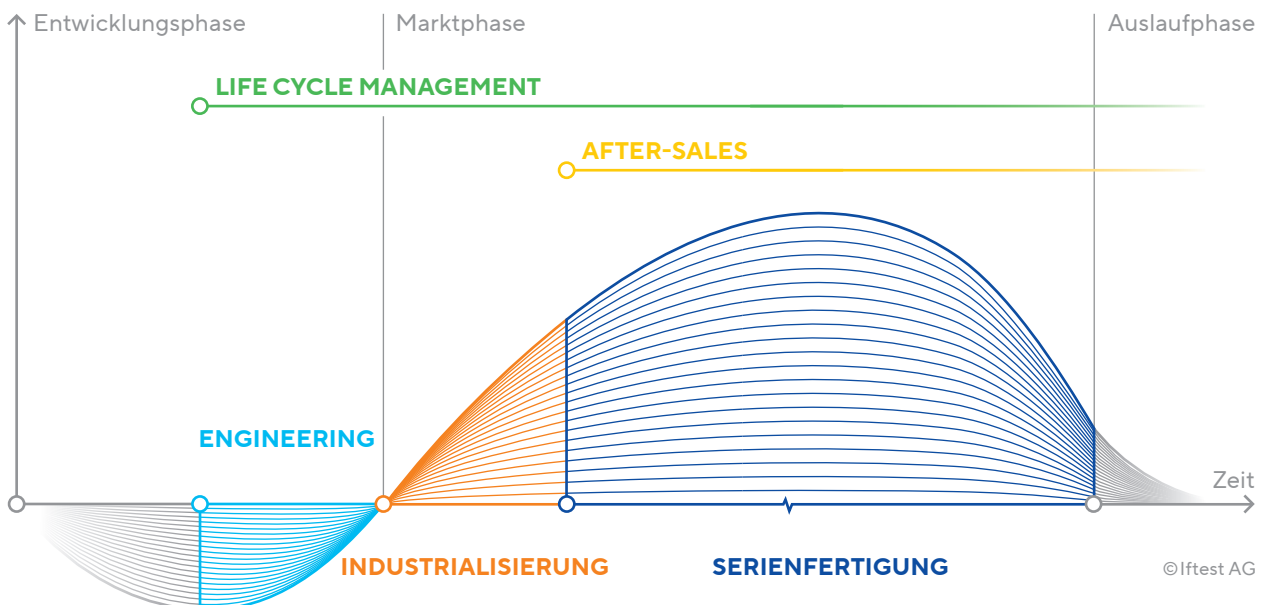 Entwicklungsphase
Marktphase
Auslaufphase
LIFE CYCLE MANAGEMENT
AFTER-SALES
ENGINEERING
Zeit
INDUSTRIALISIERUNG
SERIENFERTIGUNG
©Iftest AG